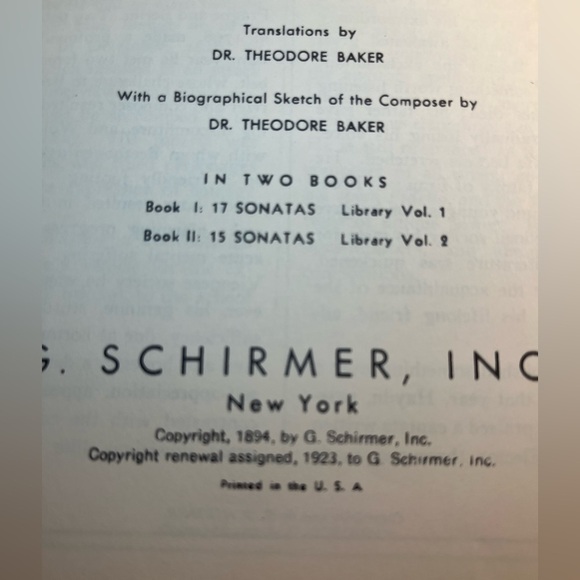 Translations by
DR. THEODORE BAKER
With a Biographical Sketch of the Composer by
DR. THEODORE BAKER
IN TWO BOOKS
Book I: 17 SONATAS Library Vol. 1
Book II: 15 SONATAS Library Vol. 2
G. SCHIRMER, INC
New York
Copyright, 1894, by G. Schirmer, Inc.
Copyright renewal assigned, 1923, to G. Schirmer, Inc.
Printed in the U. S. A